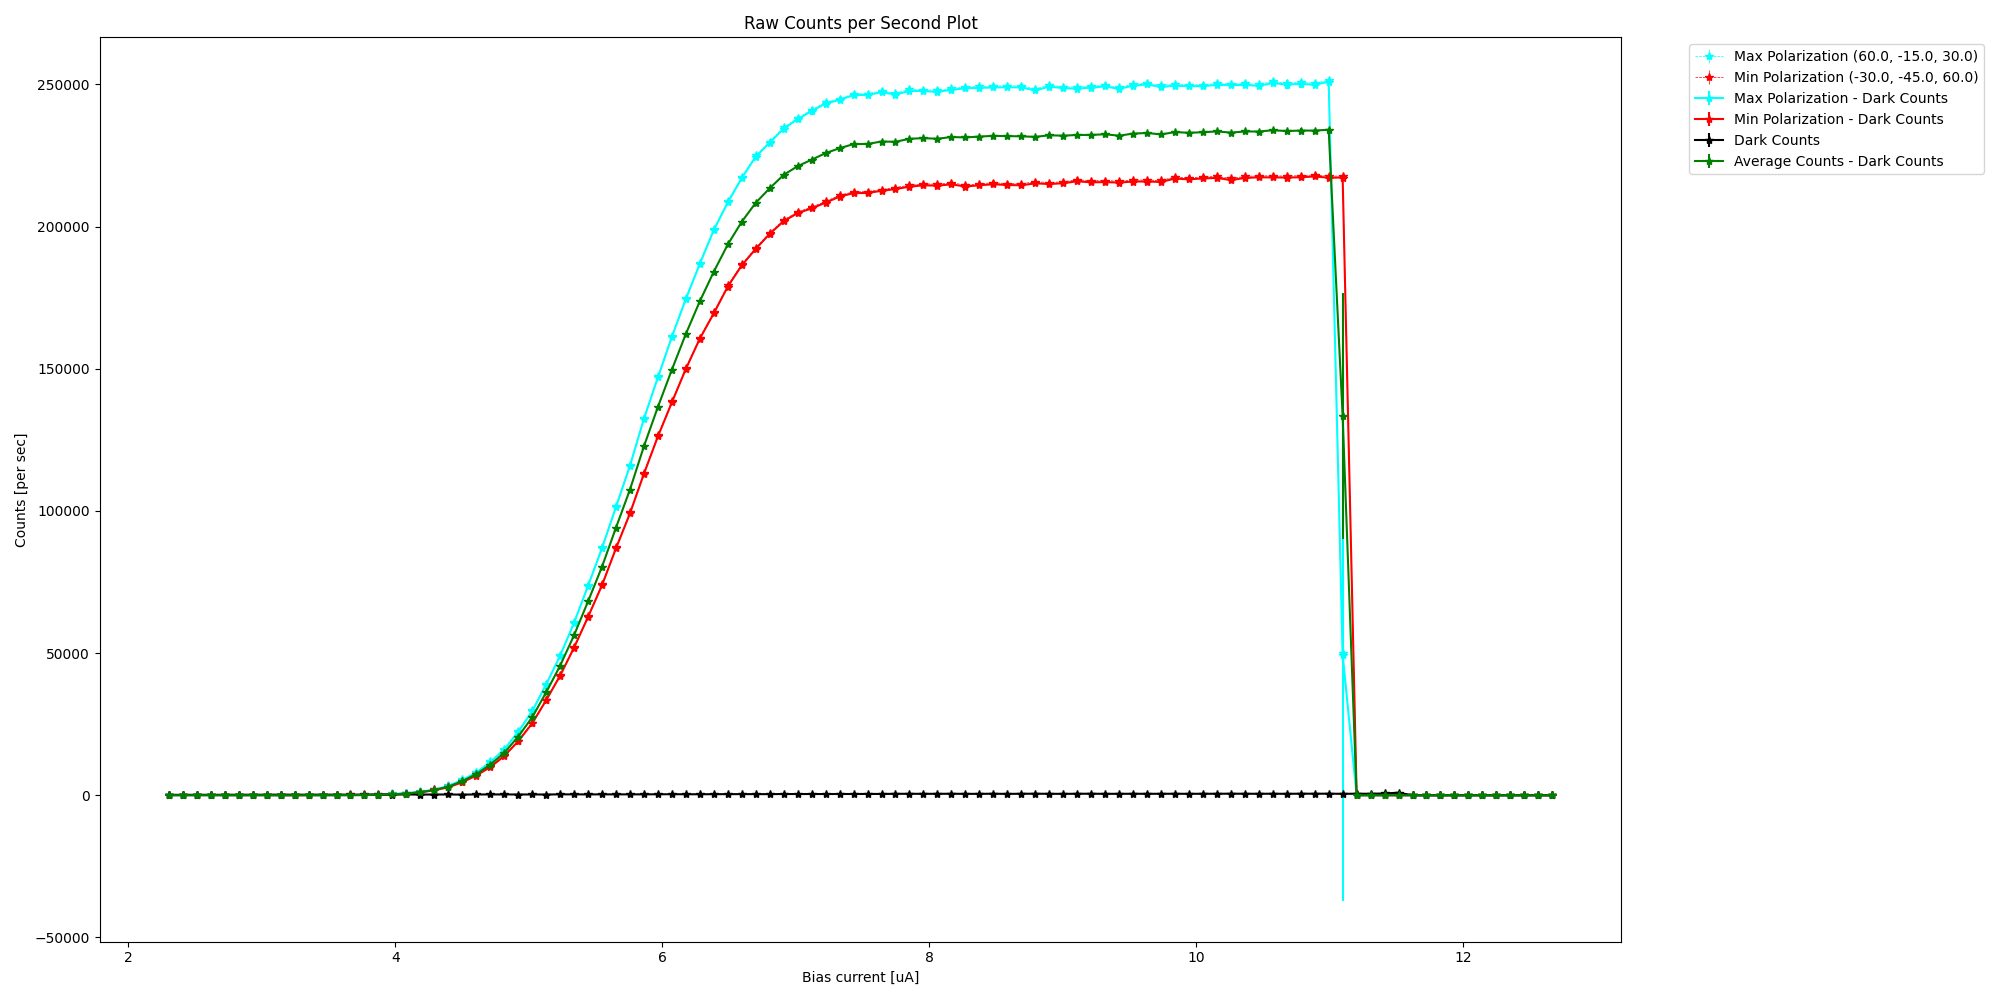 Raw Counts per Second Plot
Max Polarization (60.0, -15.0, 30.0)
Min Polarization (-30.0, -45.0, 60.0)
Max Polarization - Dark Counts
Min Polarization - Dark Counts
Dark Counts
Average Counts - Dark Counts
Counts [per sec]
250000
200000
150000
100000
50000
0
−50000
2 4 6 8 10 12
Bias current [uA]